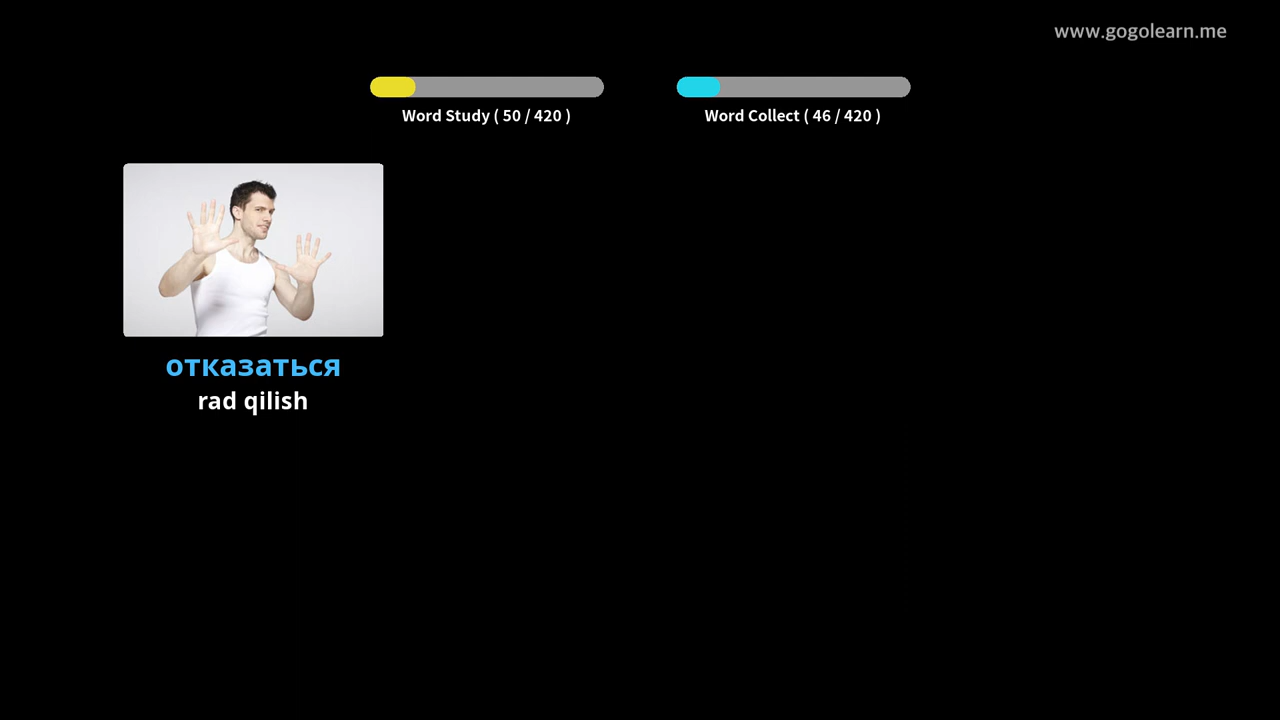 www.gogolearn.me
Word Study ( 50 / 420 )
Word Collect ( 46 / 420 )
отказаться
rad qilish